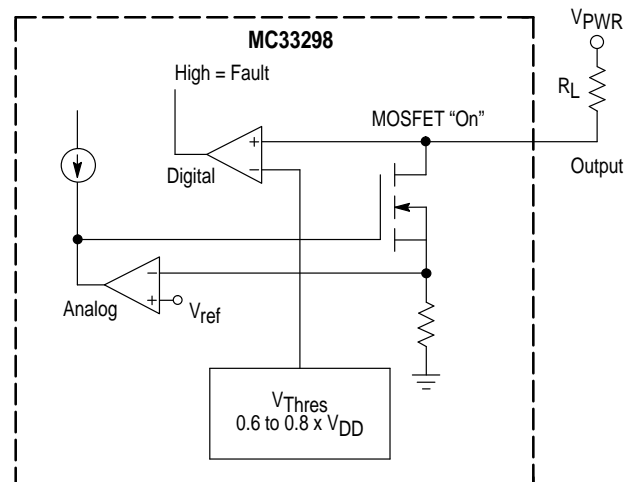 MC33298
VPWR
High = Fault
RL
MOSFET “On”
+
−
Digital
Output
−
+
Analog
Vref
VThres
0.6 to 0.8 x VDD